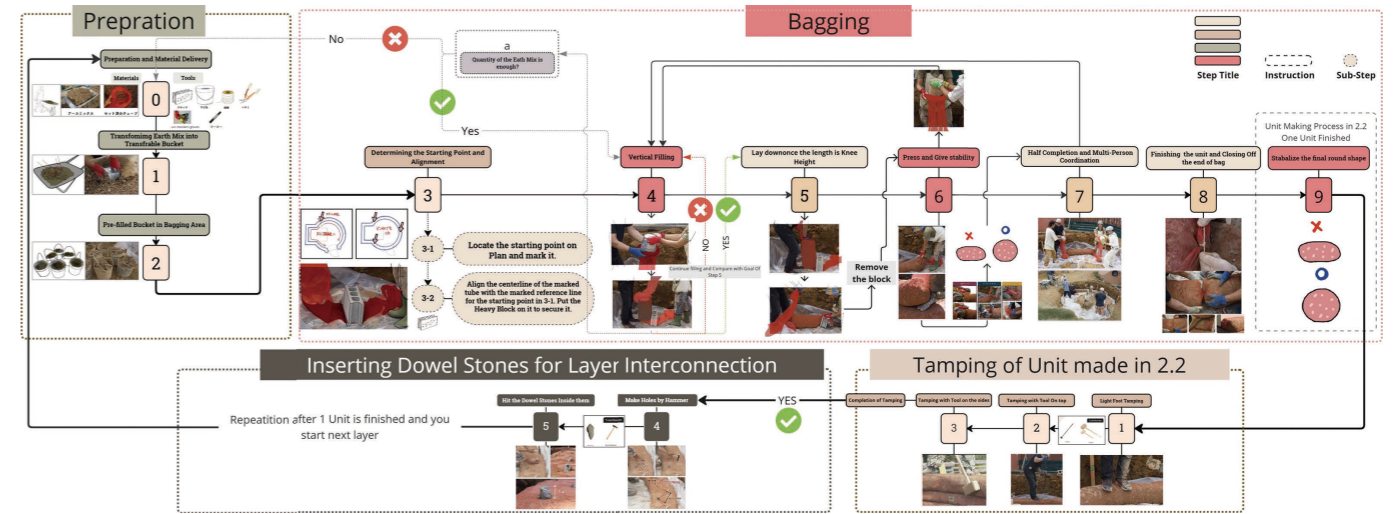 Prepration
Preparation and Material Delivery
Materials
Tools
0
アースミックス
Transfoming Earth Mix into
Transfrable Bucket
1
Pre-filled Bucket in Bagging Area
2
Bagging
No
a
Quantity of the Eath Mix is
enough?
Yes
Determining the Starting Point and
Alignment
3
3-1
Locate the starting point on
Plan and mark it.
3-2
Align the centerline of the marked
tube with the marked reference line
for the starting point in 3-1. Put the
Heavy Block on it to secure it.
Vertical Filling
4
NO
YES
Continue filling and Compare with Goal Of
Step 5
Lay downonce the length is Knee
Height
5
Remove
the block
Press and Give stability
6
Half Completion and Multi-Person
Coordination
7
Finishing the unit and Closing Off
the end of bag
8
Step Title
Instruction
Sub-Step
Unit Making Process in 2.2
One Unit Finished
Stabalize the final round shape
9
Inserting Dowel Stones for Layer Interconnection
Repeatition after 1 Unit is finished and you
start next layer
Hit the Dowel Stones Inside them
5
Make Holes by Hammer
4
YES
Tamping of Unit made in 2.2
Completion of Tamping
Tamping with Tool on the sides
3
Tamping with Tool On top
2
Light Foot Tamping
1